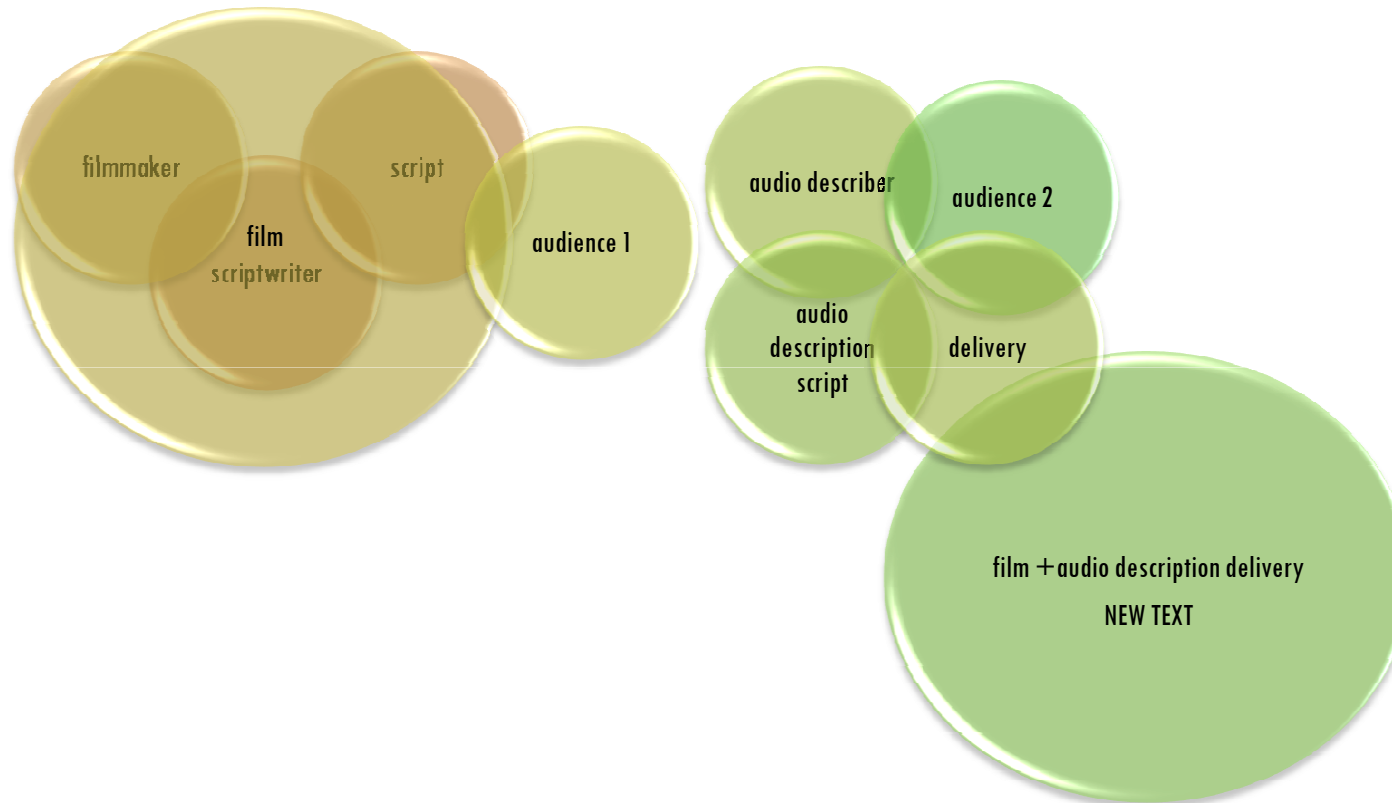 filmmaker
script
film
scriptwriter
audience 1
audio describer
audience 2
audio
description
script
delivery
film +audio description delivery
NEW TEXT